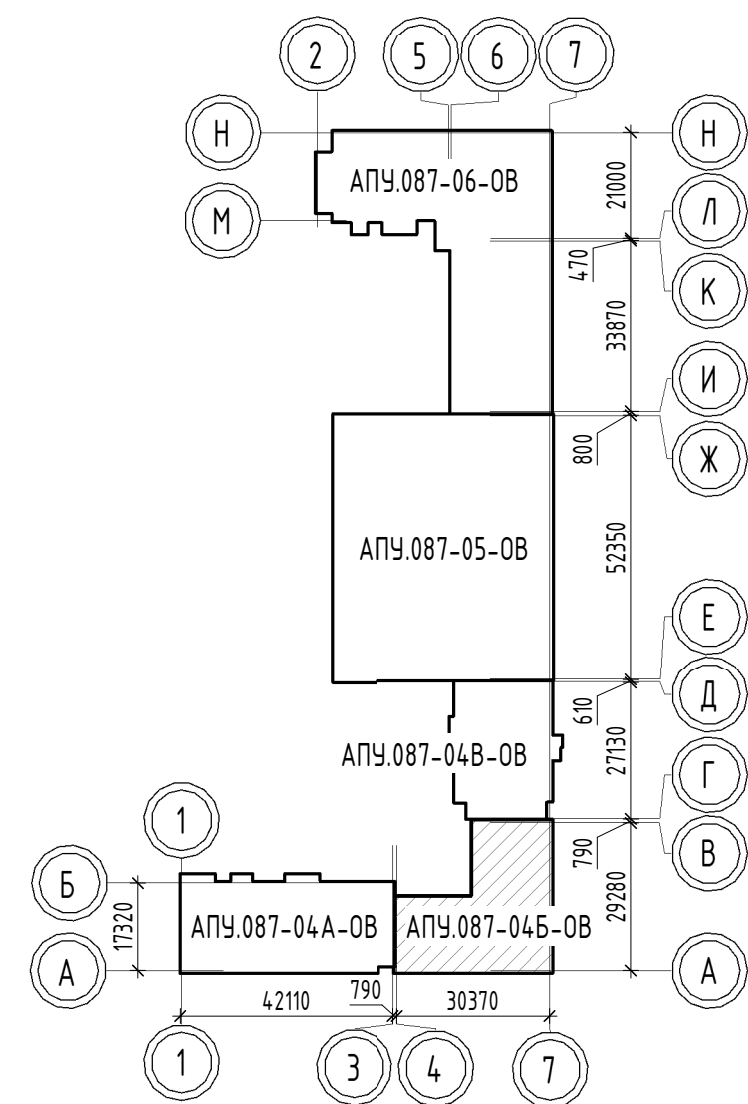 2
5
6
7
Н
Н
АПУ.087-06-ОВ
21000
М
Л
470
К
33870
И
800
Ж
АПУ.087-05-ОВ
52350
Е
610
Д
АПУ.087-04В-ОВ
27130
Г
1
790
В
Б
17320
АПУ.087-04А-ОВ
АПУ.087-04Б-ОВ
29280
А
А
42110
790
30370
1
3
4
7